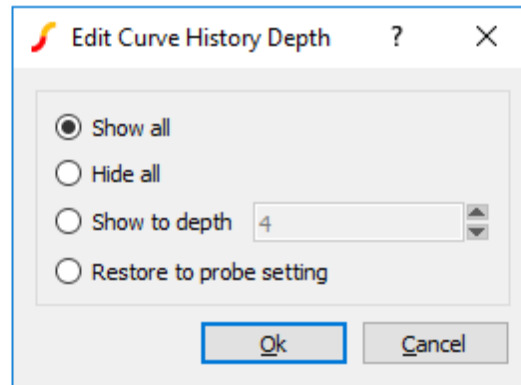 Edit Curve History Depth ?
Show all
Hide all
Show to depth 4
Restore to probe setting
Ok Cancel